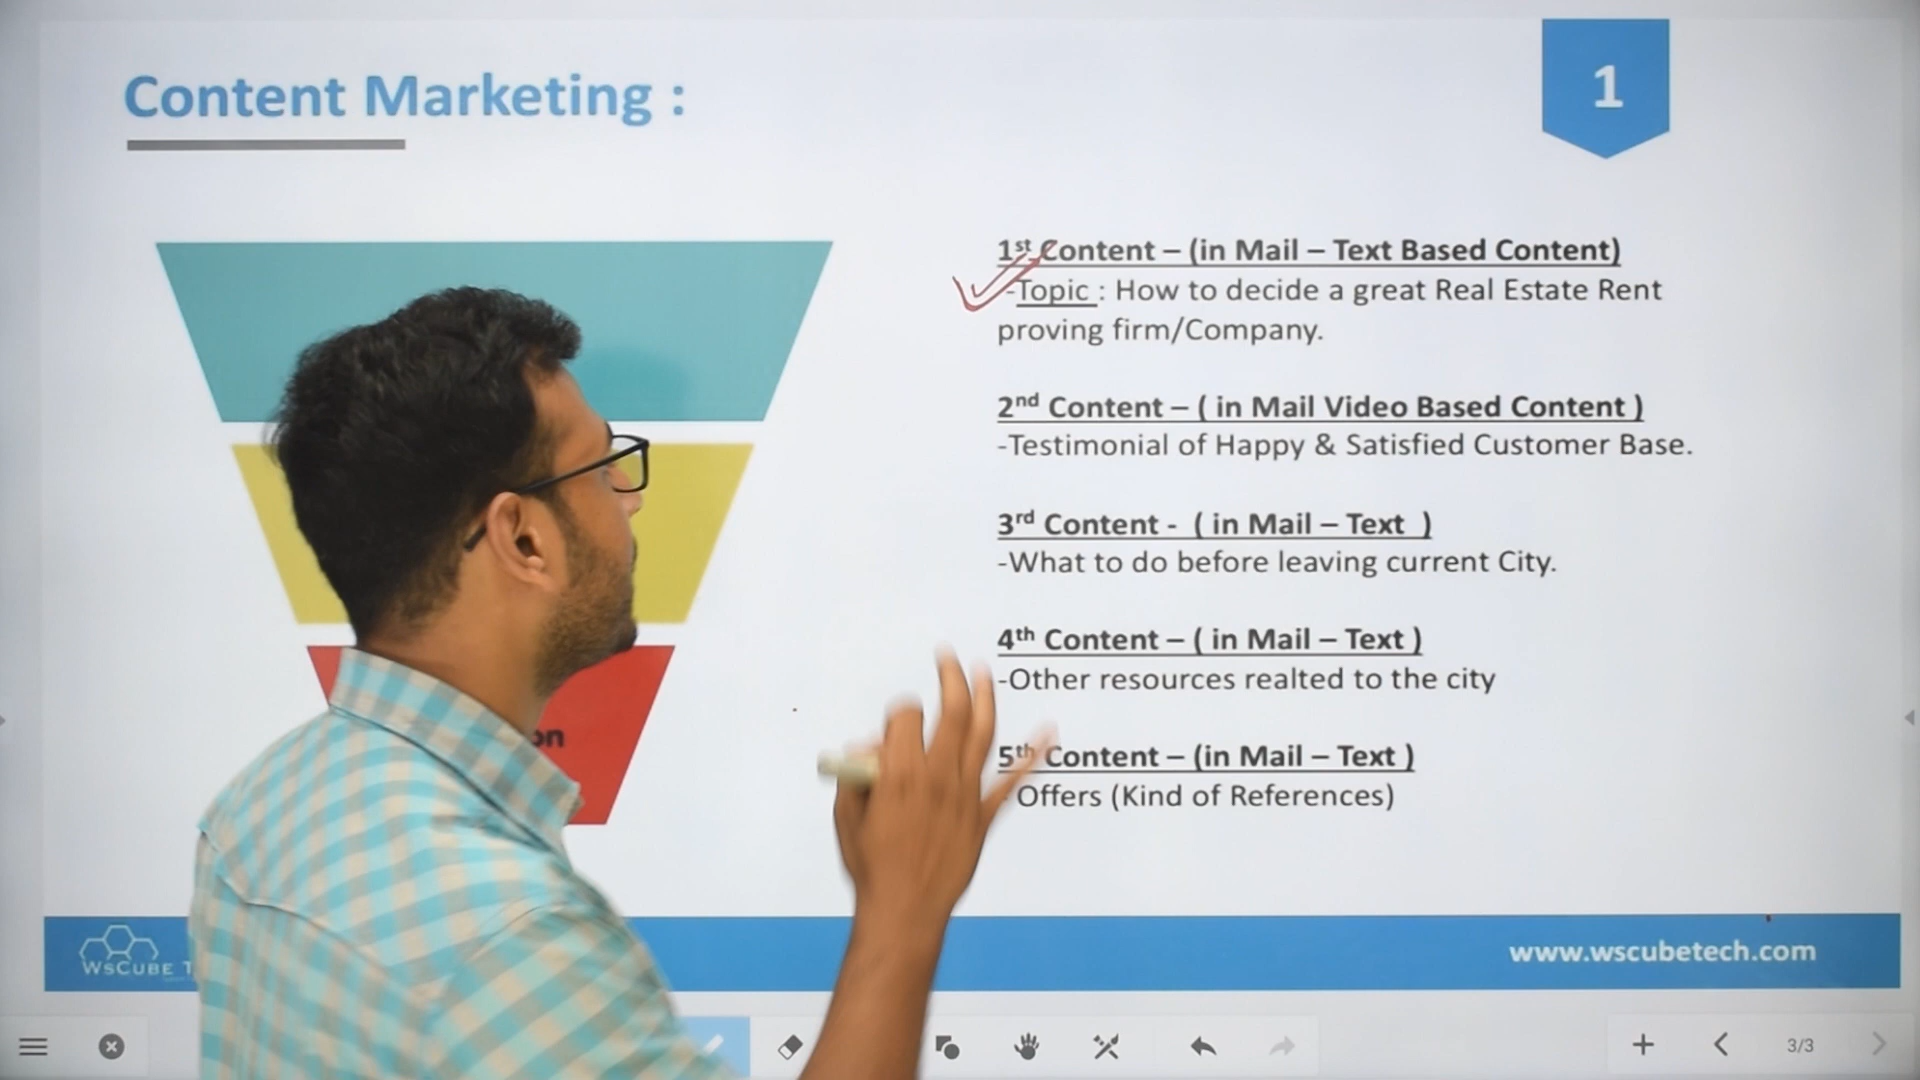 Content Marketing :
1
1st Content – (in Mail – Text Based Content)
-Topic : How to decide a great Real Estate Rent
proving firm/Company.
2nd Content – ( in Mail Video Based Content )
-Testimonial of Happy & Satisfied Customer Base.
3rd Content - ( in Mail – Text )
-What to do before leaving current City.
4th Content – ( in Mail – Text )
-Other resources realted to the city
5th Content – (in Mail – Text )
- Offers (Kind of References)
WsCube
www.wscubetech.com
3/3